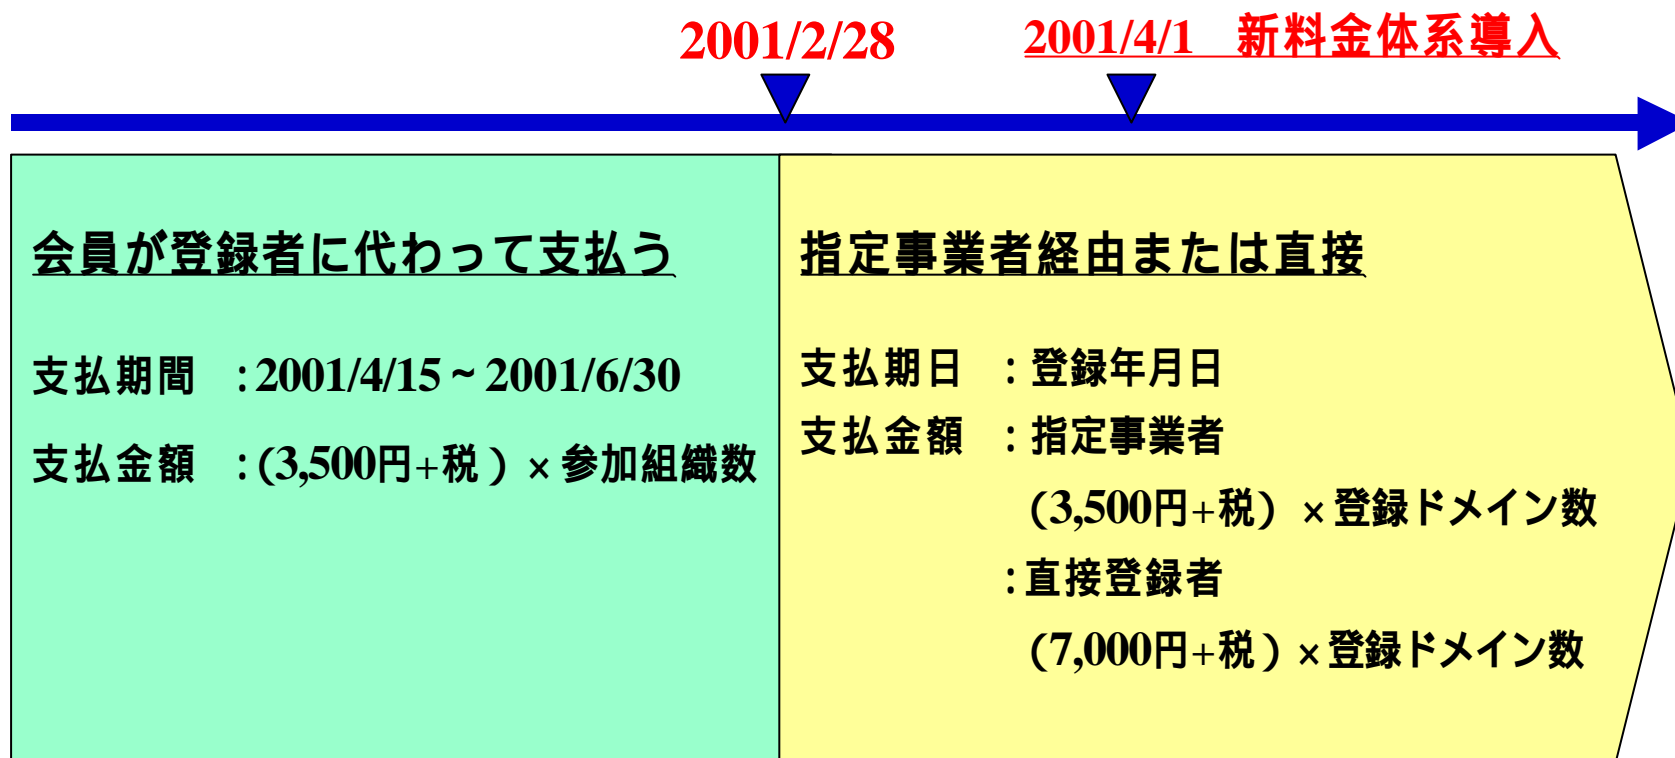 2001/2/28
2001/4/1 新料金体系導入
会員が登録者に代わって支払う
支払期間 :2001/4/15~2001/6/30
支払金額 :(3,500円+税)×参加組織数
指定事業者経由または直接
支払期日 :登録年月日
支払金額 :指定事業者
(3,500円+税)×登録ドメイン数
:直接登録者
(7,000円+税)×登録ドメイン数